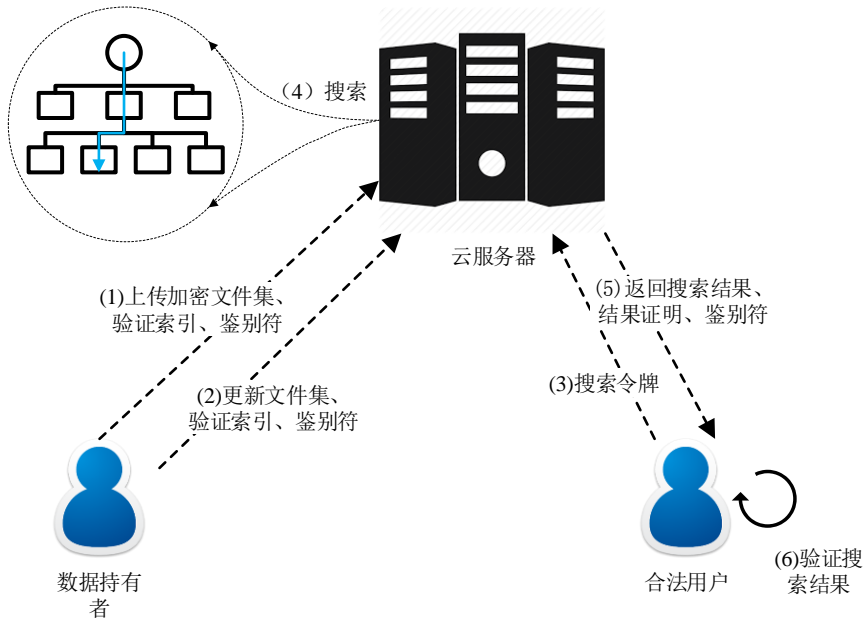 （4）搜索
云服务器
(1)上传加密文件集、
验证索引、鉴别符
(5)返回搜索结果、
结果证明、鉴别符
(2)更新文件集、
验证索引、鉴别符
(3)搜索令牌
数据持有
者
合法用户
(6)验证搜
索结果